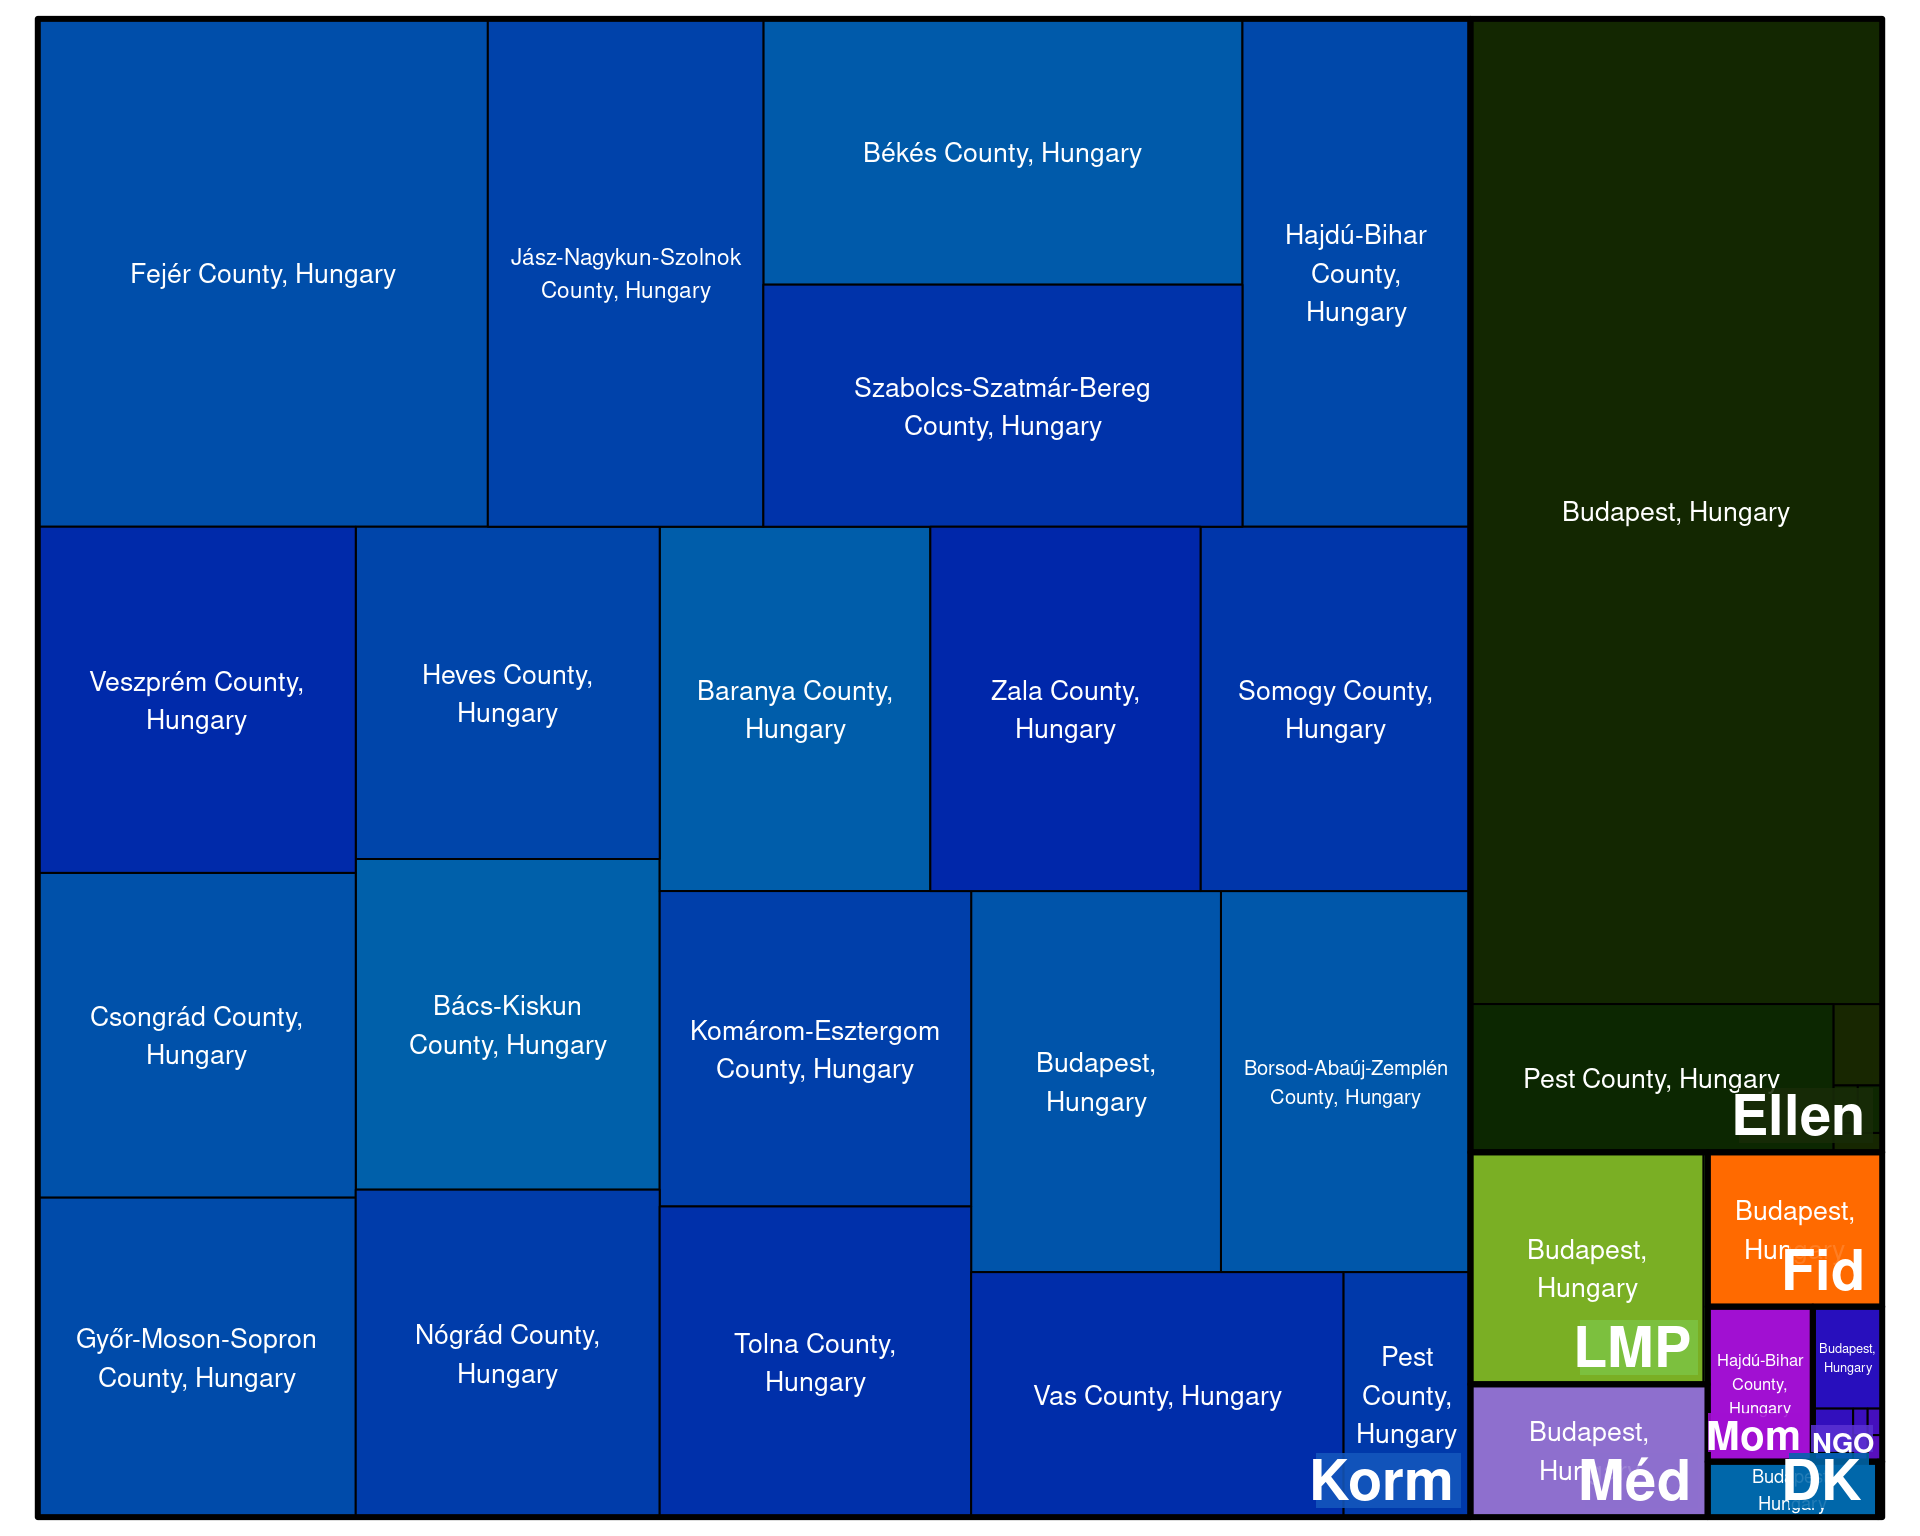 Fejér County, Hungary
Jász-Nagykun-Szolnok
County, Hungary
Békés County, Hungary
Szabolcs-Szatmár-Bereg
County, Hungary
Hajdú-Bihar
County,
Hungary
Veszprém County,
Hungary
Heves County,
Hungary
Baranya County,
Hungary
Zala County,
Hungary
Somogy County,
Hungary
Csongrád County,
Hungary
Bács-Kiskun
County, Hungary
Komárom-Esztergom
County, Hungary
Budapest,
Hungary
Borsod-Abaúj-Zemplén
County, Hungary
Győr-Moson-Sopron
County, Hungary
Nógrád County,
Hungary
Tolna County,
Hungary
Vas County, Hungary
Pest
County,
Hungary
Korm
Budapest, Hungary
Pest County, Hungary
Ellen
Budapest,
Hungary
LMP
Budapest,
Hungary
Fid
Budapest,
Hungary
Méd
Hajdú-Bihar
County,
Hungary
Mom
Budapest,
Hungary
NGO
Budapest,
Hungary
DK